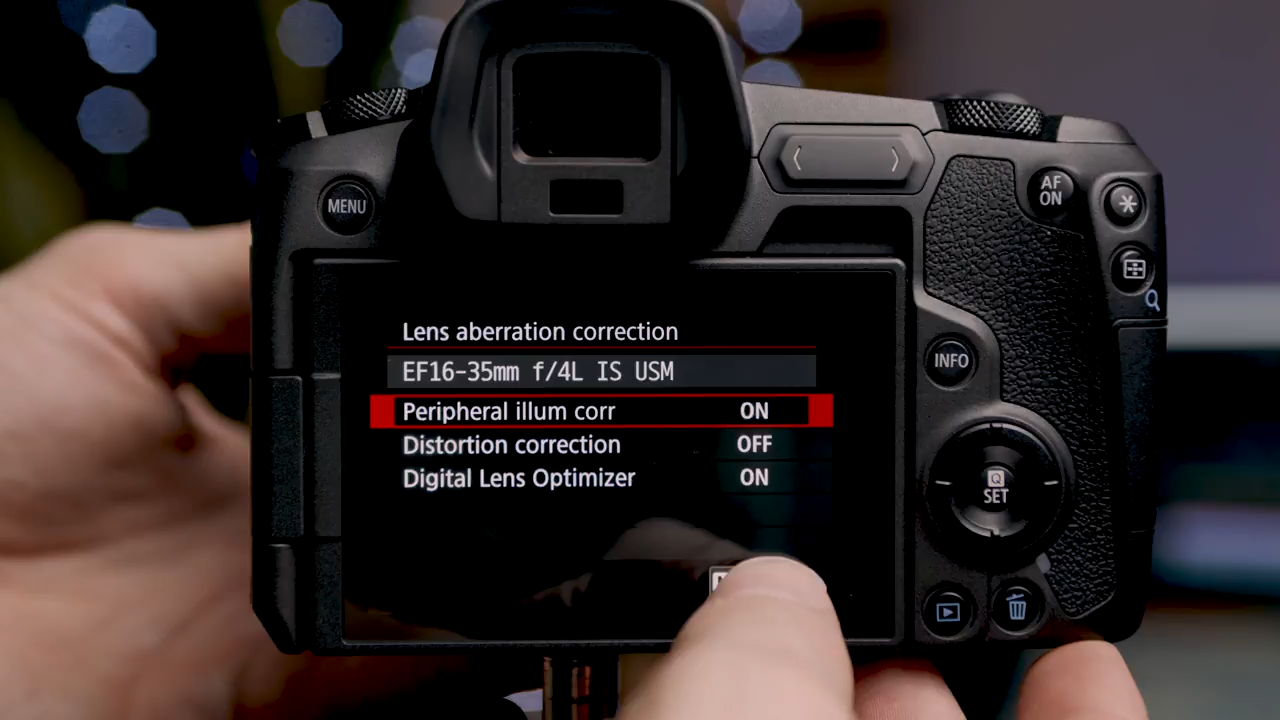 MENU
AF
ON
INFO
Lens aberration correction
EF16-35mm f/4L IS USM
Peripheral illum corr ON
Distortion correction OFF
Digital Lens Optimizer ON
Q
SET